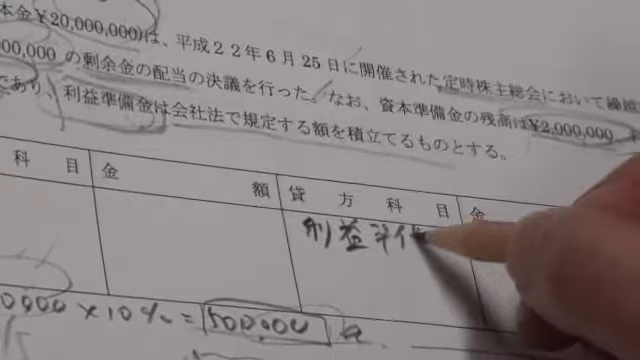 本金￥20,000,000)は、平成２２年６月25日に開催された定時株主総会において繰越
00,000の剰余金の配当の決議を行った。なお、資本準備金の残高は￥2,000,000
であり、利益準備金は会社法で規定する額を積立てるものとする。
科 目 金 額 貸 方 科 目 金
利益準備
0000 × 10% = 500,000